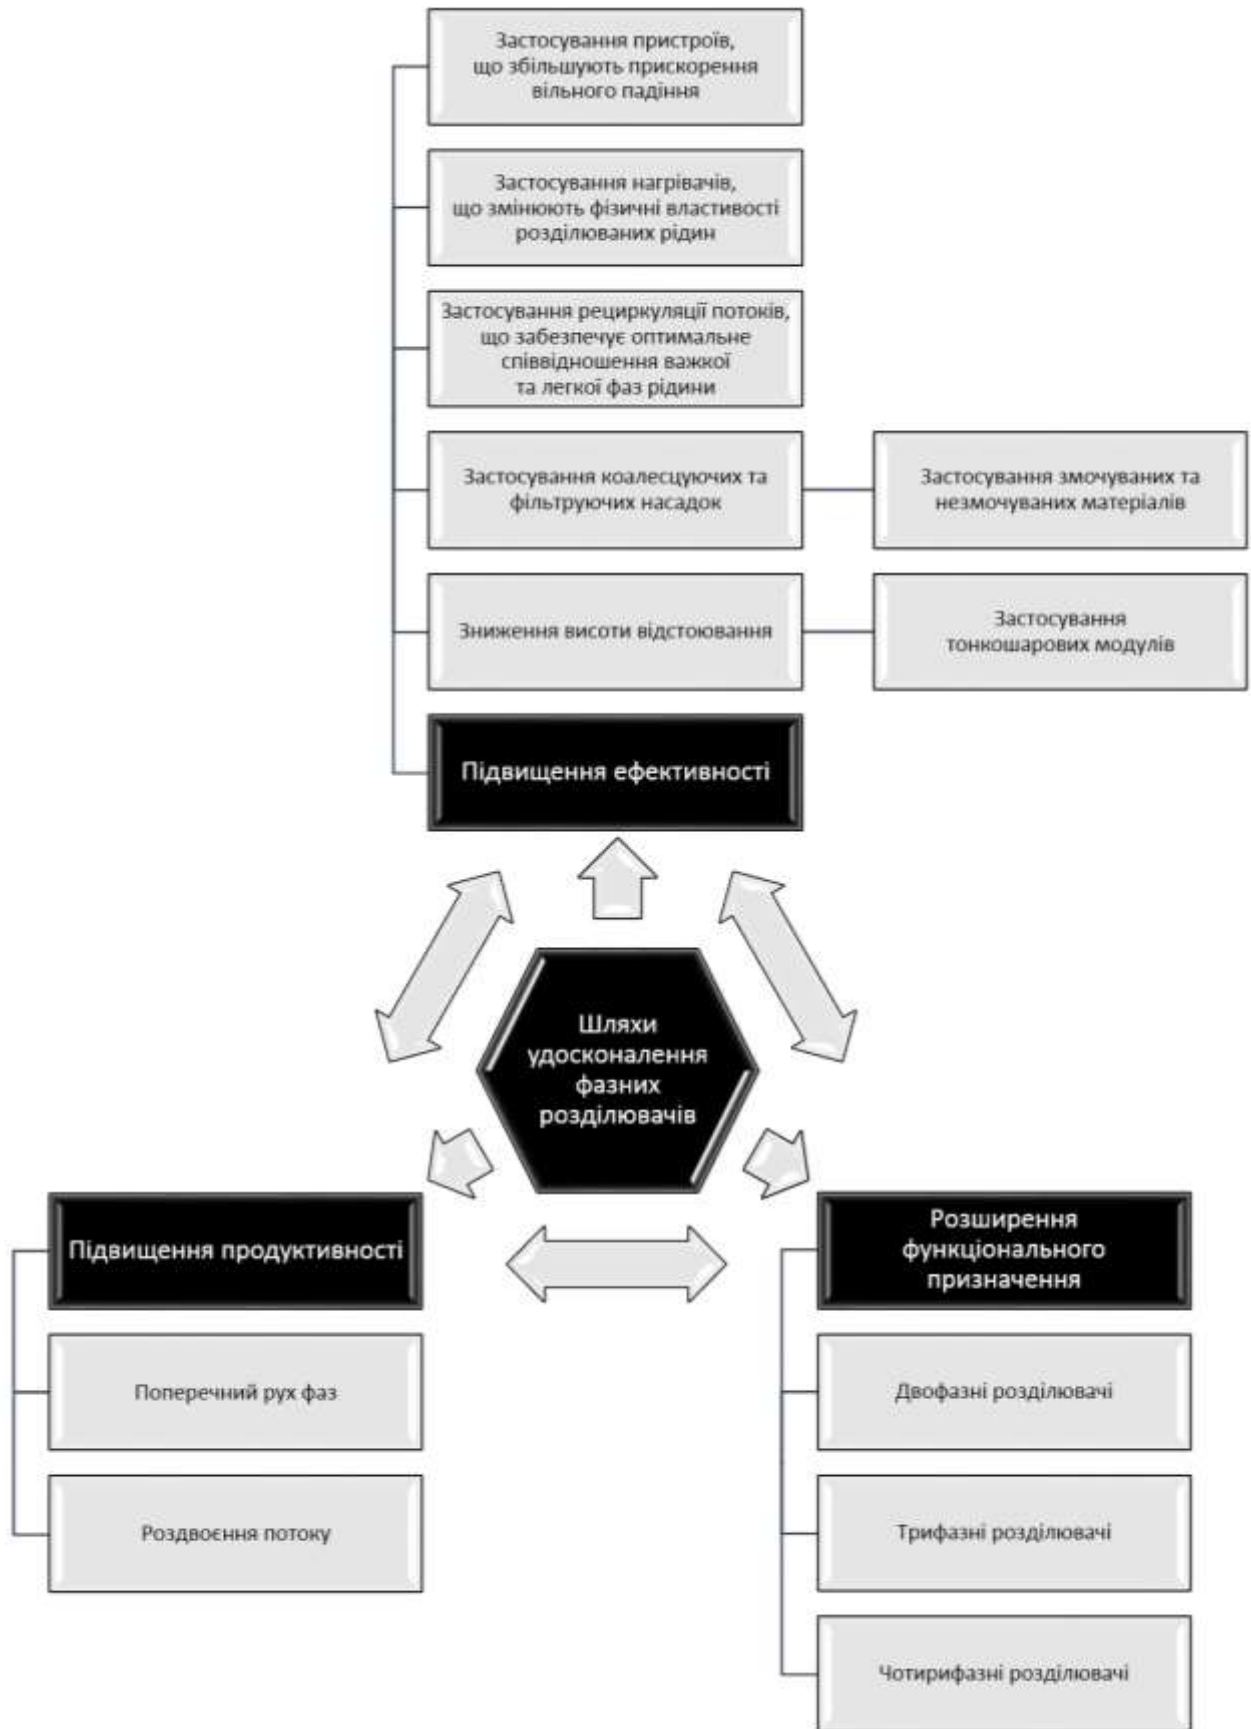 Застосування пристроїв,
що збільшують прискорення
вільного падіння
Застосування нагрівачів,
що змінюють фізичні властивості
розділюваних рідин
Застосування рециркуляції потоків,
що забезпечує оптимальне
співвідношення важкої
та легкої фаз рідини
Застосування коалесцуючих та
фільтруючих насадок
Застосування змочуваних та
незмочуваних матеріалів
Зниження висоти відстоювання
Застосування
тонкошарових модулів
Підвищення ефективності
Шляхи
удосконалення
фазних
розділювачів
Підвищення продуктивності
Поперечний рух фаз
Роздвоєння потоку
Розширення
функціонального
призначення
Двофазні розділювачі
Трифазні розділювачі
Чотирифазні розділювачі